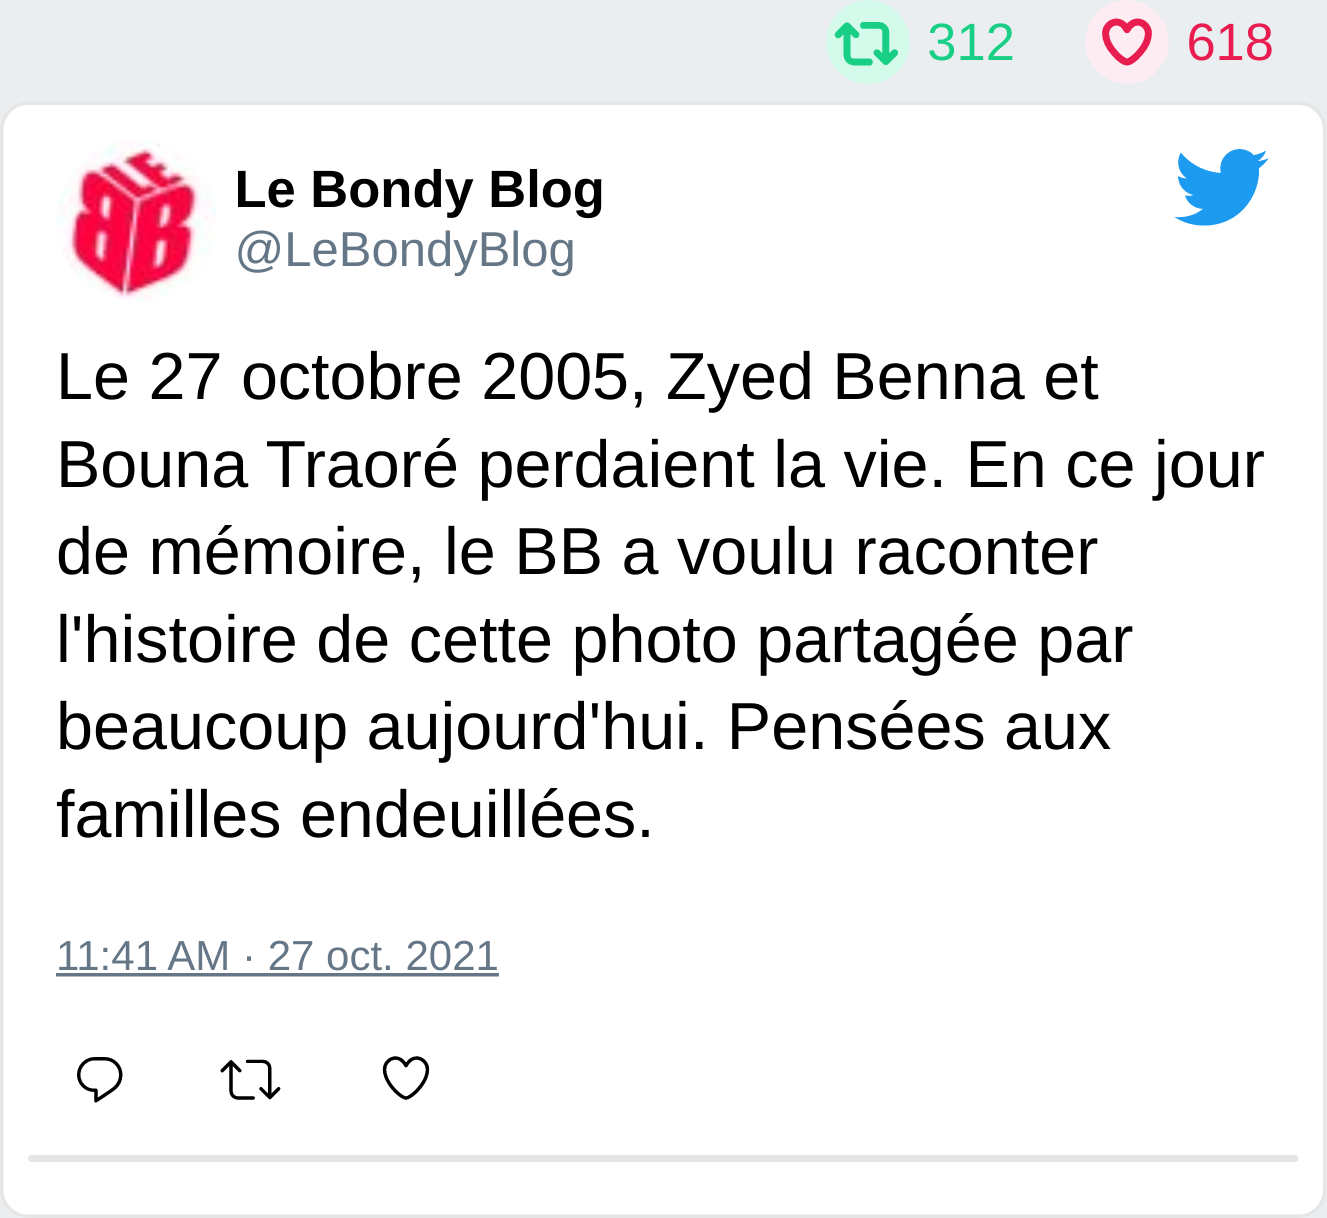 312 618
LE BB
Le Bondy Blog
@LeBondyBlog
Le 27 octobre 2005, Zyed Benna et
Bouna Traoré perdaient la vie. En ce jour
de mémoire, le BB a voulu raconter
l'histoire de cette photo partagée par
beaucoup aujourd'hui. Pensées aux
familles endeuillées.
11:41 AM · 27 oct. 2021